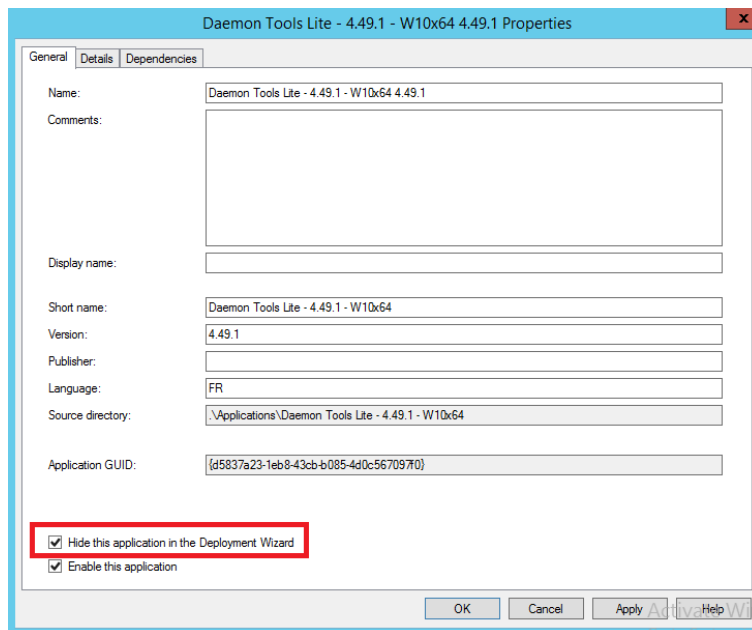 Daemon Tools Lite - 4.49.1 - W10x64 4.49.1 Properties
x
General Details Dependencies
Name: Daemon Tools Lite - 4.49.1 - W10x64 4.49.1
Comments:
Display name:
Short name: Daemon Tools Lite - 4.49.1 - W10x64
Version: 4.49.1
Publisher:
Language: FR
Source directory: .\Applications\Daemon Tools Lite - 4.49.1 - W10x64
Application GUID: {d5837a23-1eb8-43cb-b085-4d0c567097f0}
Hide this application in the Deployment Wizard
Enable this application
OK Cancel Apply Help
Activate Wi